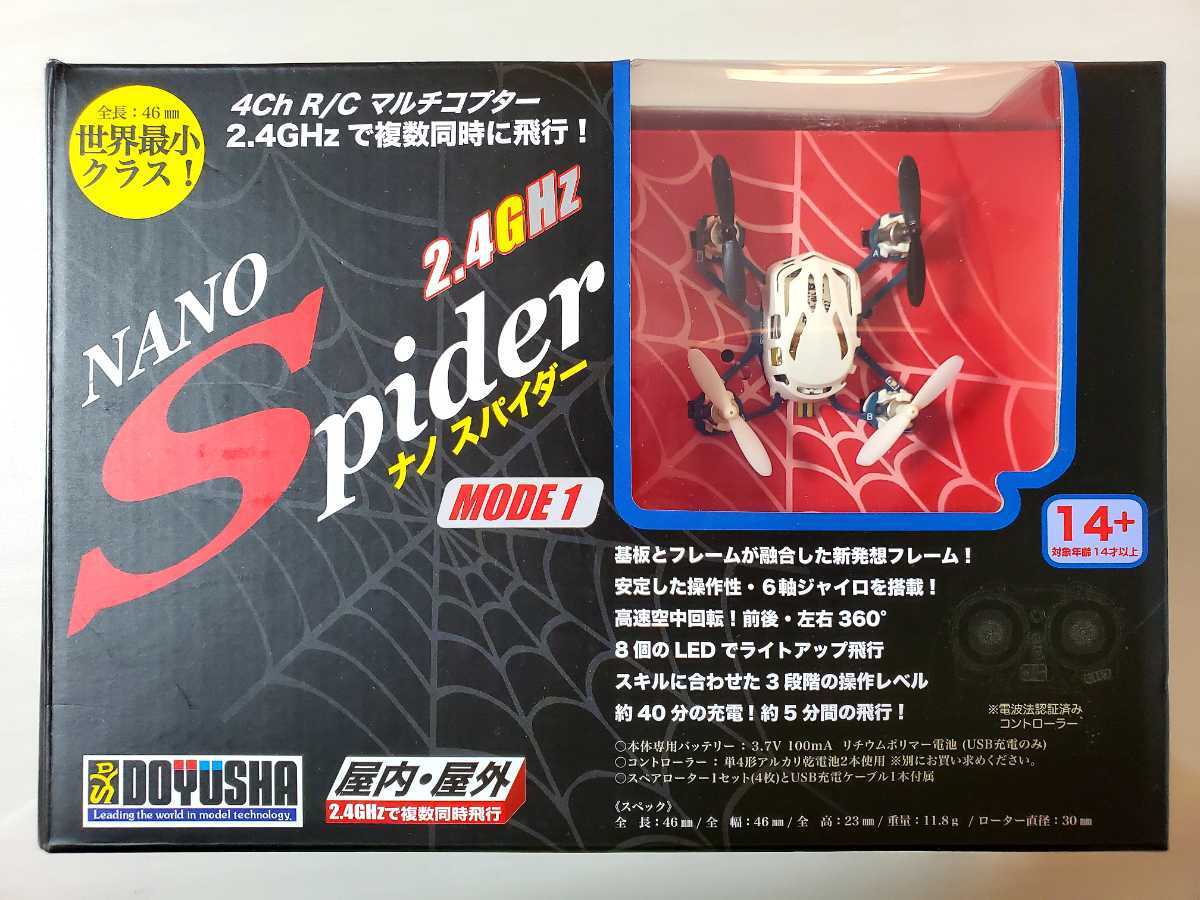 全長:46㎜
世界最小
クラス!
4Ch R/C マルチコプター
2.4GHz で複数同時に飛行!
2.4GHz
NANO
Spider
ナノ スパイダー
MODE 1
14+
対象年齢 14才以上
基板とフレームが融合した新発想フレーム!
安定した操作性・6軸ジャイロを搭載!
高速空中回転!前後・左右 360°
8個の LED でライトアップ飛行
スキルに合わせた 3 段階の操作レベル
約 40 分の充電!約 5 分間の飛行!
※電波法認証済み
コントローラー
○本体専用バッテリー:3.7V 100mA リチウムポリマー電池 (USB充電のみ)
○コントローラー:単4形アルカリ乾電池2本使用 ※別にお買い求めください。
○スペアローター1セット(4枚)とUSB充電ケーブル1本付属
《スペック》
全 長:46㎜/全 幅:46㎜/全 高:23㎜/重量:11.8g/ローター直径:30㎜
DOYUSHA
Leading the world in model technology.
屋内・屋外
2.4GHzで複数同時飛行